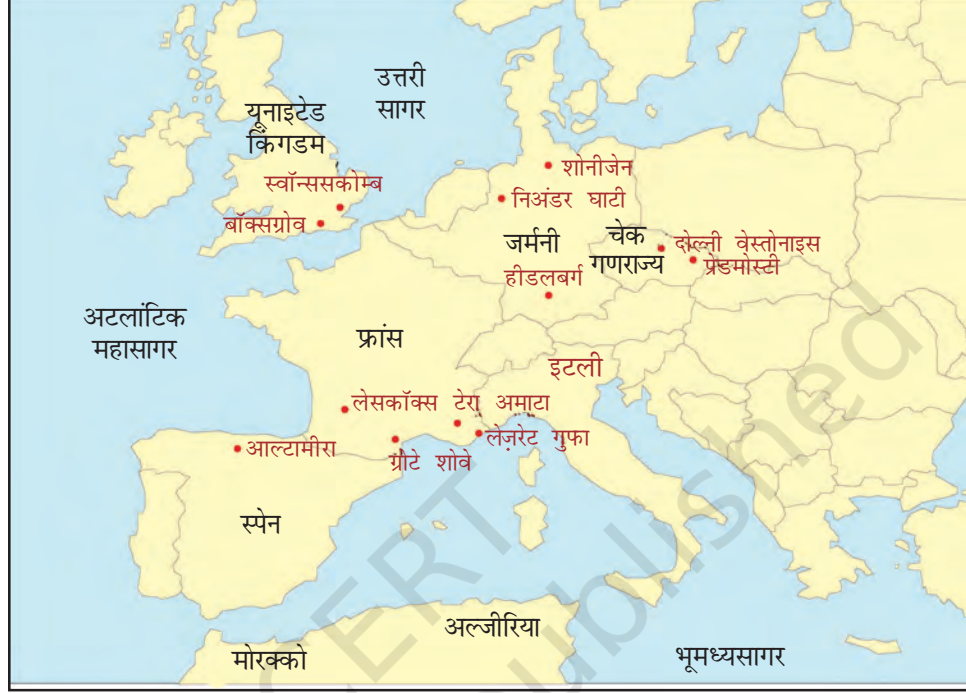 उत्तरी
सागर
यूनाइटेड
किंगडम
स्वॉन्ससकोम्ब
बॉक्सग्रोव
शोनीजेन
निअंडर घाटी
जर्मनी
चेक
गणराज्य
दोल्नी वेस्तोनाइस
प्रेडमोस्टी
हीडलबर्ग
अटलांटिक
महासागर
फ्रांस
इटली
लेसकॉक्स
टेरा अमाटा
आल्टामीरा
ग्रोटे शोवे
लेज़रेट गुफा
स्पेन
अल्जीरिया
मोरक्को
भूमध्यसागर